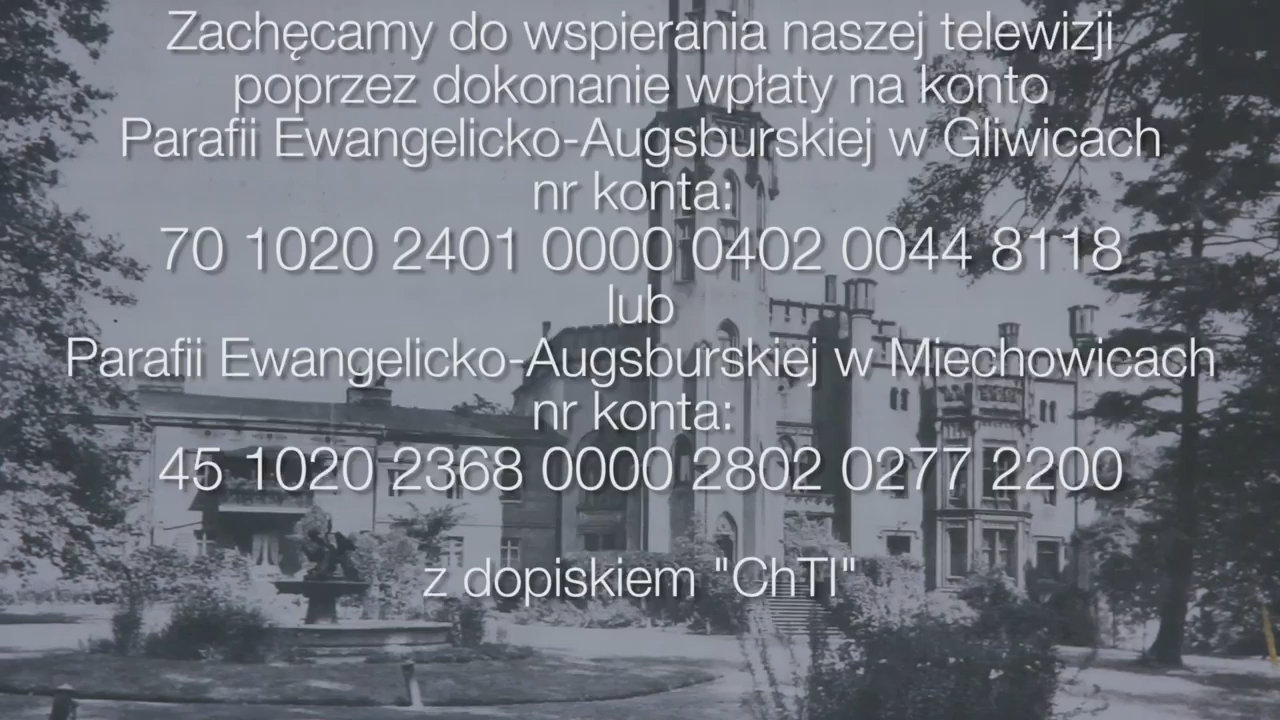 Zachęcamy do wspierania naszej telewizji
poprzez dokonanie wpłaty na konto
Parafii Ewangelicko-Augsburskiej w Gliwicach
nr konta:
70 1020 2401 0000 0402 0044 8118
lub
Parafii Ewangelicko-Augsburskiej w Miechowicach
nr konta:
45 1020 2368 0000 2802 0277 2200
z dopiskiem "ChTI"